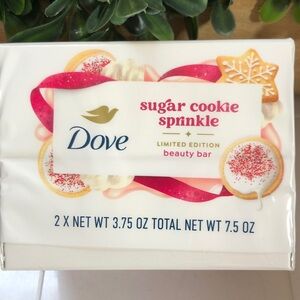 Dove
sugar cookie
sprinkle
LIMITED EDITION
beauty bar
2 X NET WT 3.75 OZ TOTAL NET WT 7.5 OZ